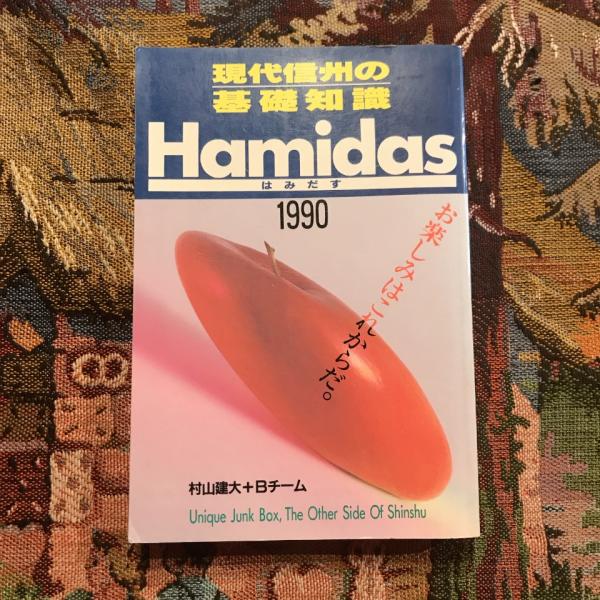 現代信州の
基礎知識
Hamidas
はみだす
1990
お楽しみはこれからだ。
村山建大+Bチーム
Unique Junk Box, The Other Side Of Shinshu